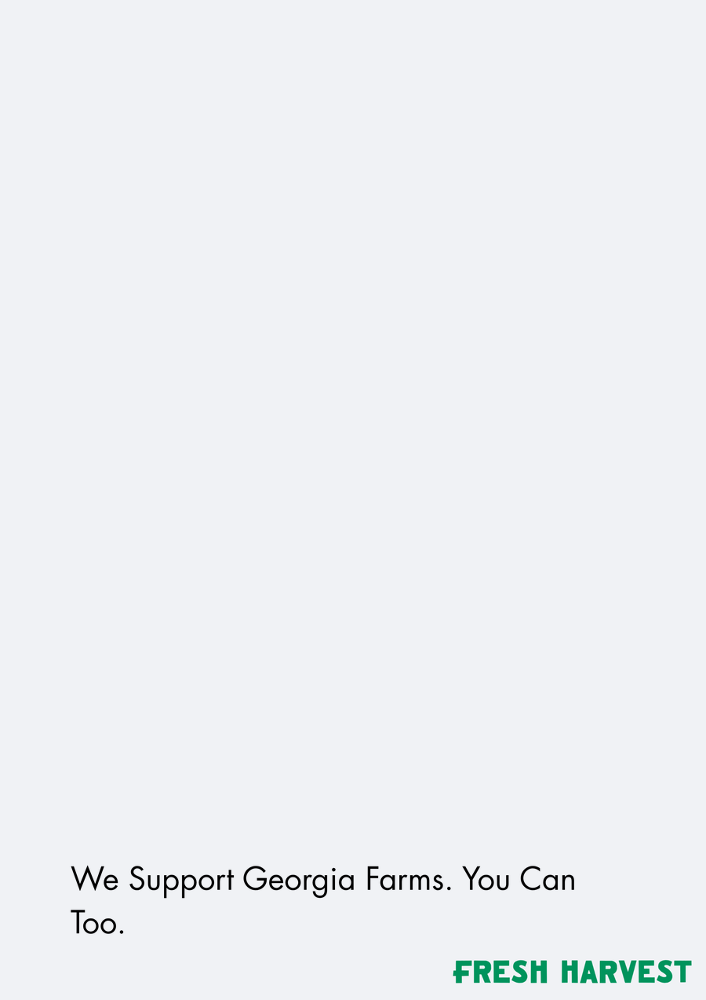 We Support Georgia Farms. You Can
Too.
FRESH HARVEST